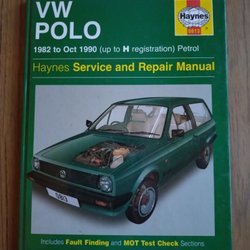 VW
POLO
Haynes
1982 to Oct 1990 (up to H registration) Petrol
Haynes Service and Repair Manual
Includes Fault Finding and MOT Test Check Sections